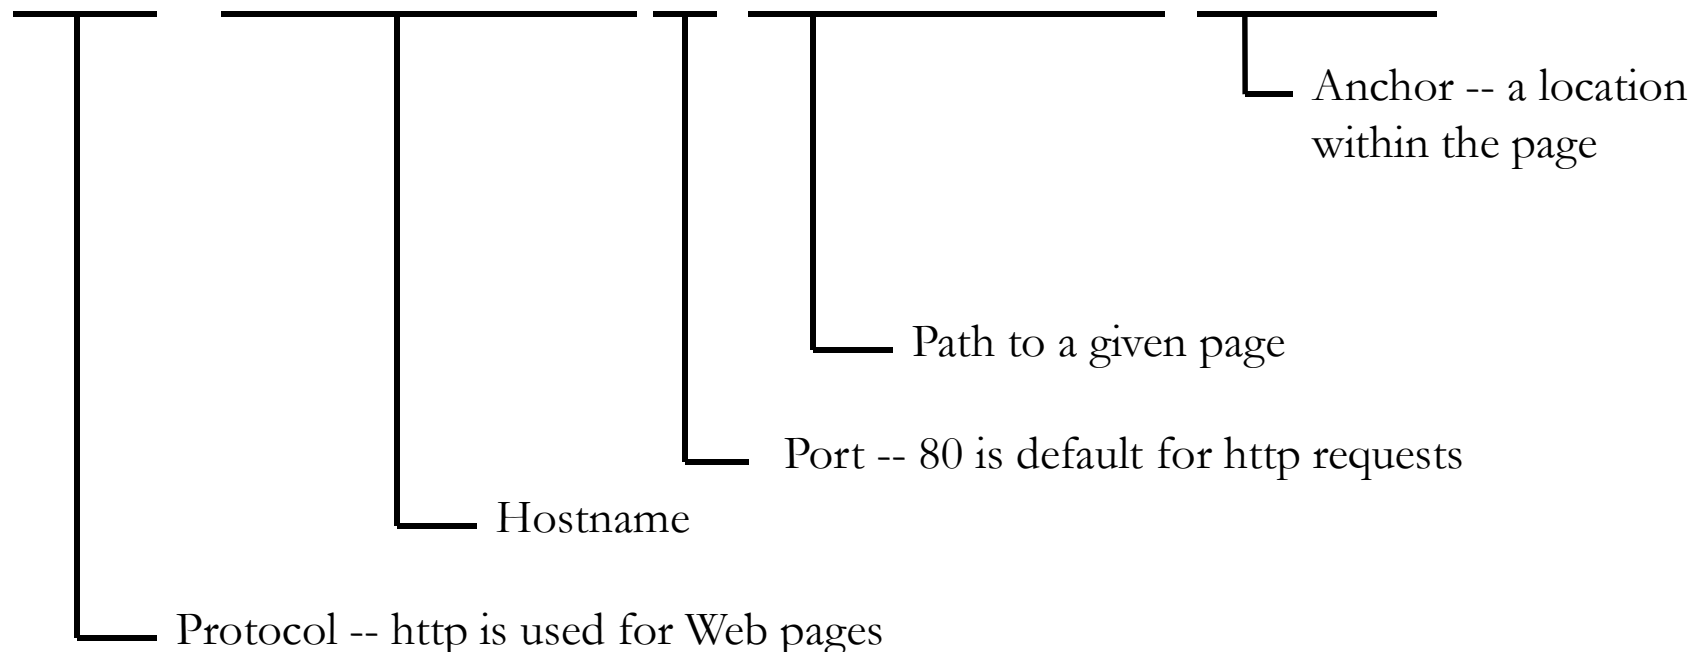 Anchor -- a location
within the page
Path to a given page
Port -- 80 is default for http requests
Hostname
Protocol -- http is used for Web pages